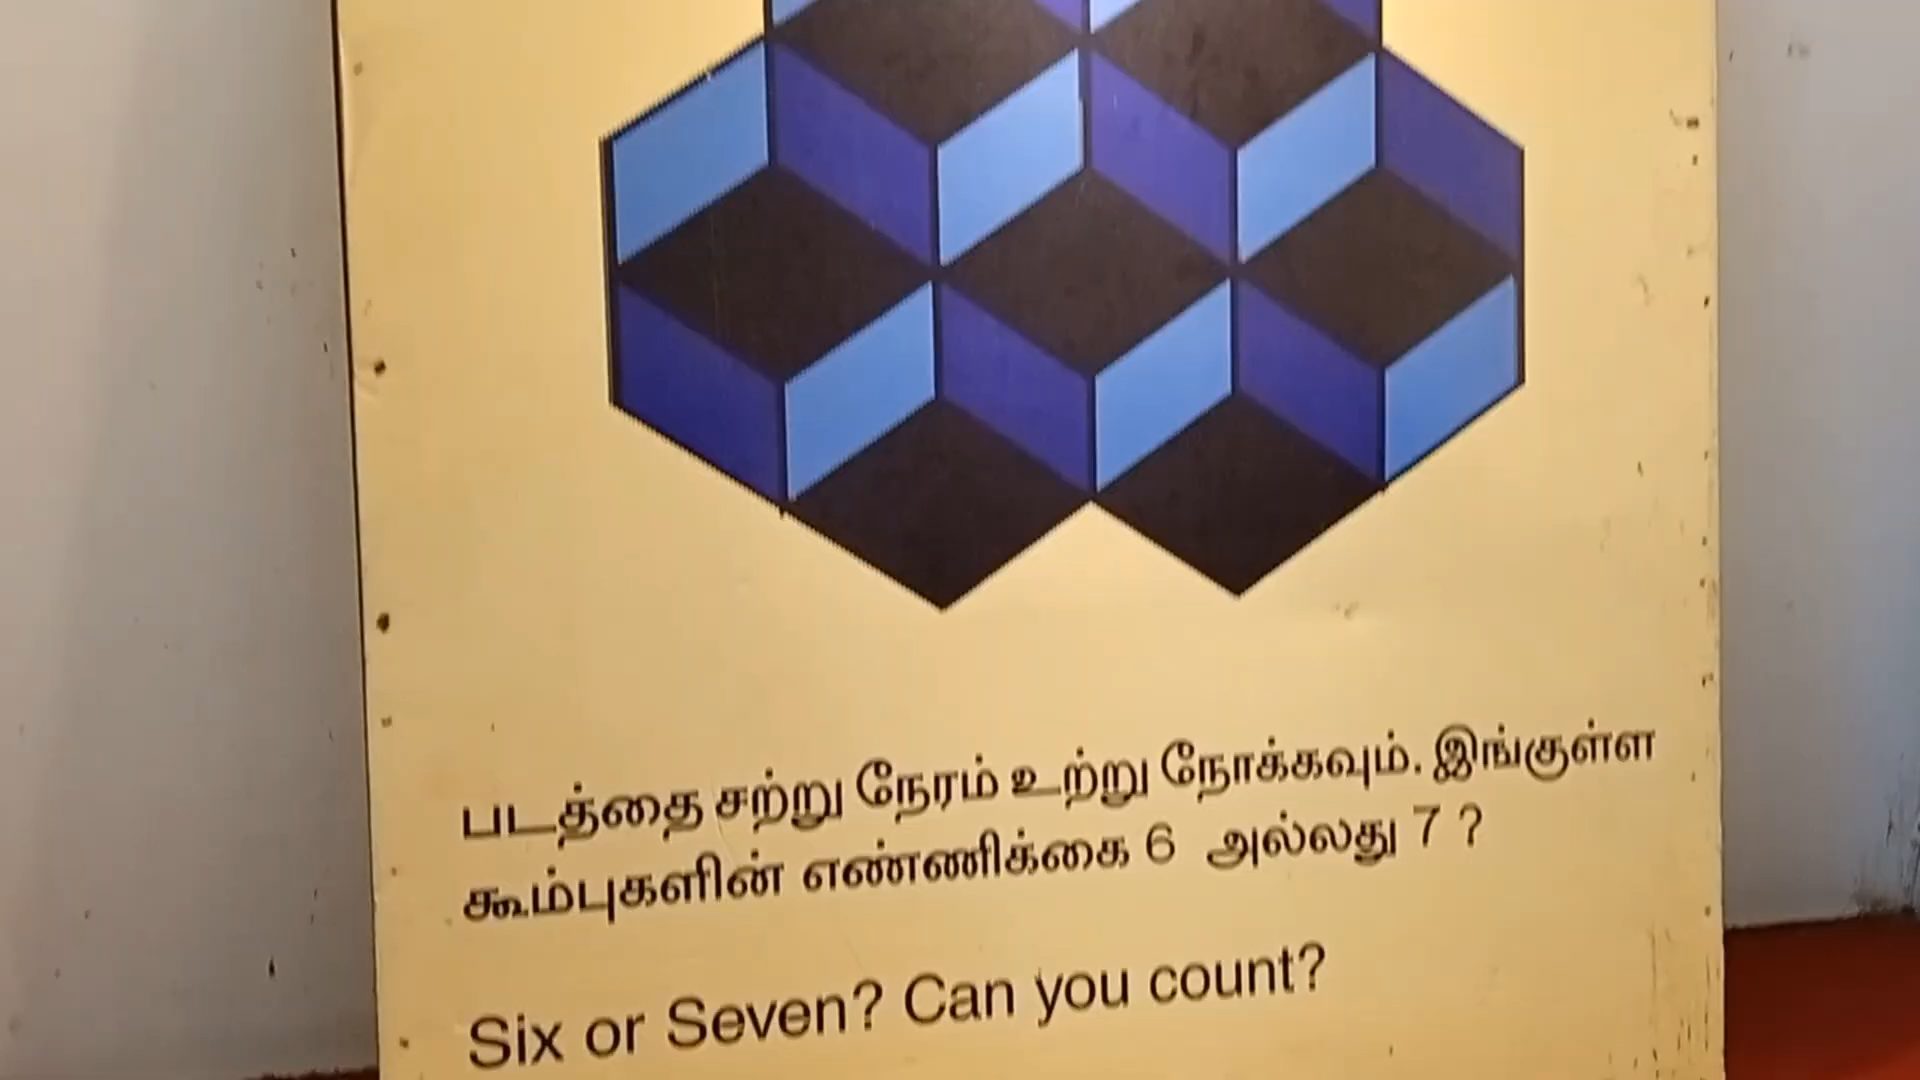 படத்தை சற்று நேரம் உற்று நோக்கவும். இங்குள்ள
கூம்புகளின் எண்ணிக்கை 6 அல்லது 7 ?
Six or Seven? Can you count?